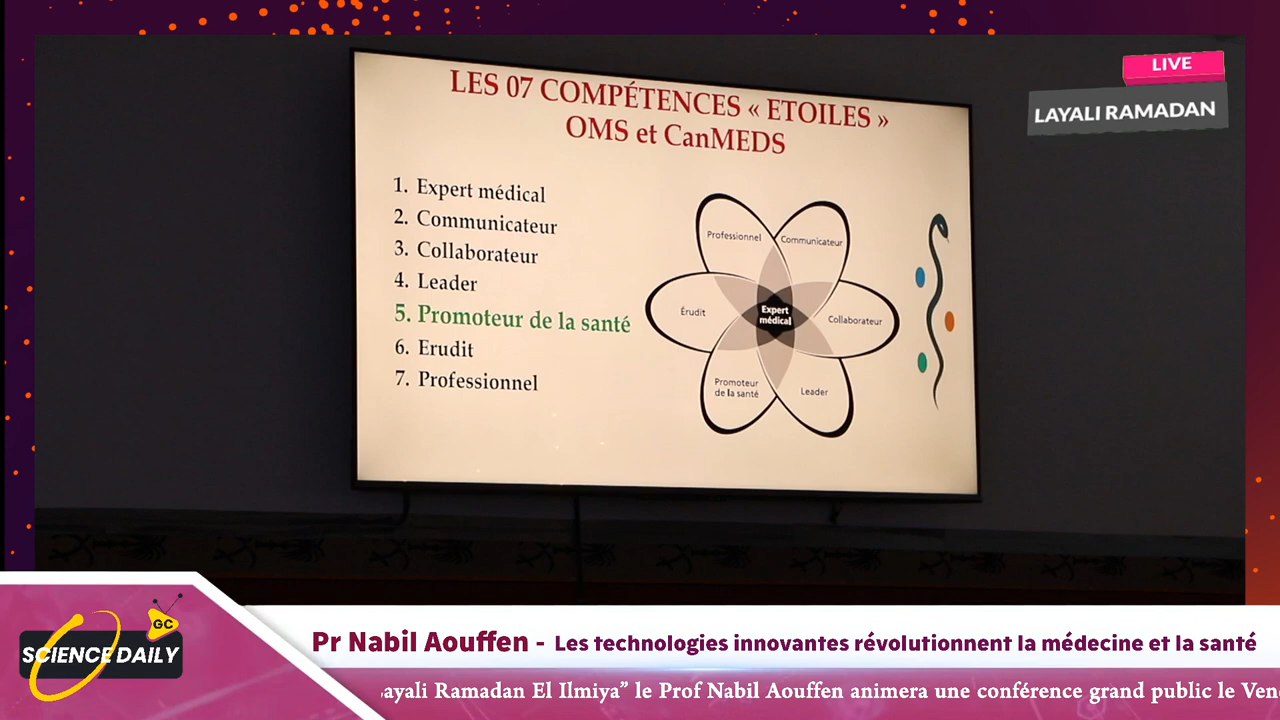 LIVE
LAYALI RAMADAN
LES 07 COMPÉTENCES « ETOILES »
OMS et CanMEDS
1. Expert médical
2. Communicateur
3. Collaborateur
4. Leader
5. Promoteur de la santé
6. Erudit
7. Professionnel
Professionnel
Communicateur
Érudit
Expert
médical
Collaborateur
Promoteur
de la santé
Leader
GC
SCIENCE DAILY
Pr Nabil Aouffen - Les technologies innovantes révolutionnent la médecine et la santé
Ramadan El Ilmiya” le Prof Nabil Aouffen animera une conférence grand public le